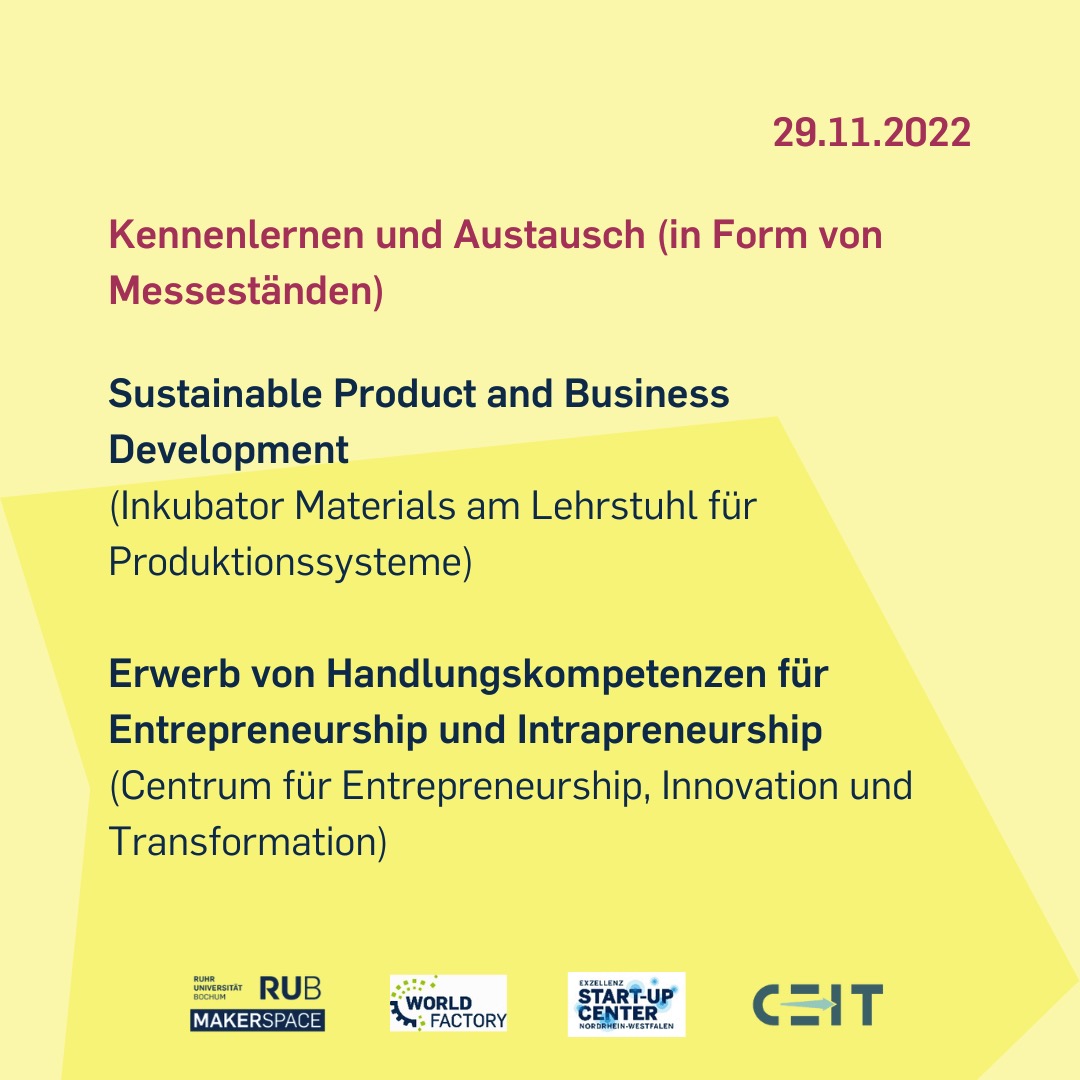 29.11.2022
Kennenlernen und Austausch (in Form von
Messeständen)
Sustainable Product and Business
Development
(Inkubator Materials am Lehrstuhl für
Produktionssysteme)
Erwerb von Handlungskompetenzen für
Entrepreneurship und Intrapreneurship
(Centrum für Entrepreneurship, Innovation und
Transformation)
RUHR
UNIVERSITÄT
BOCHUM
RUB
MAKERSPACE
WORLD
FACTORY
EXZELLENZ
START-UP
CENTER
NORDRHEIN-WESTFALEN
CEIT